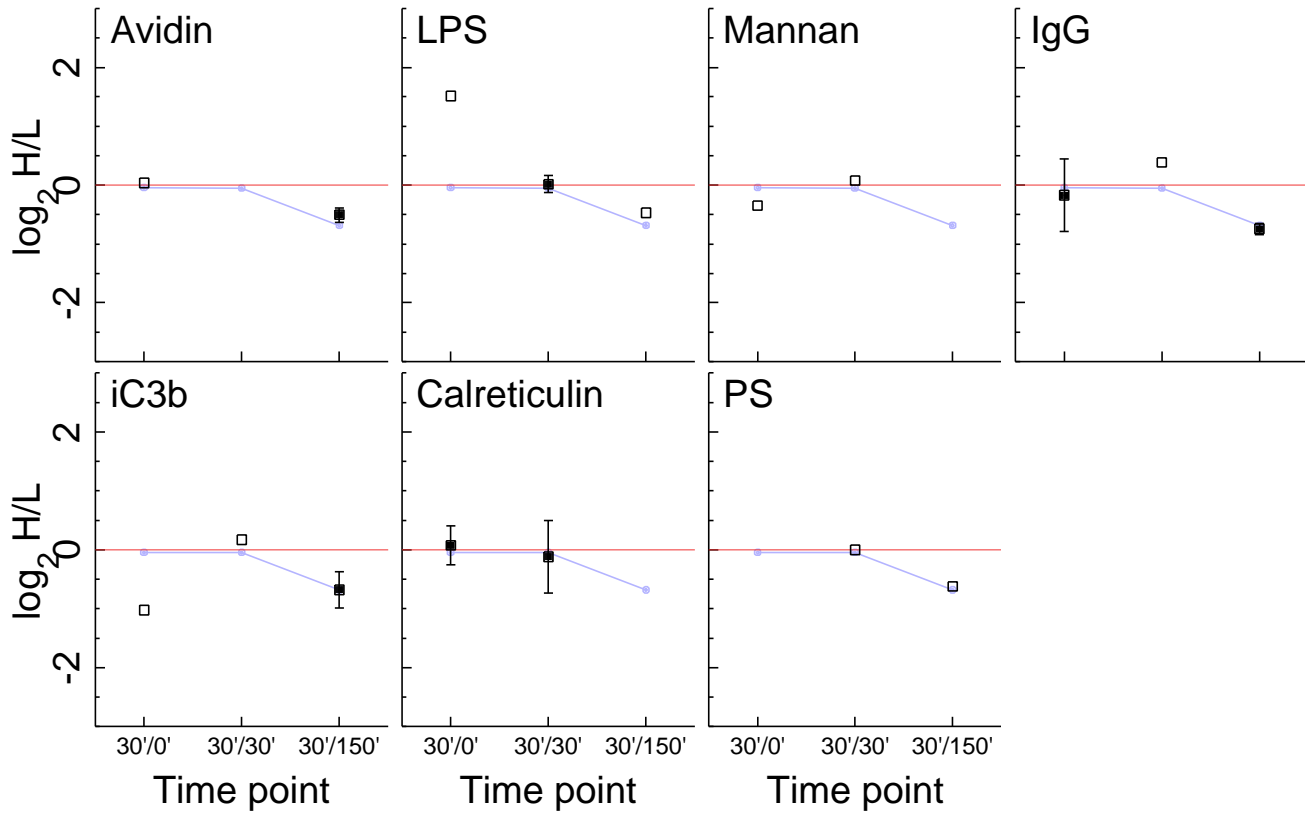 Avidin
LPS
Mannan
IgG
log2 H/L
2
0
-2
iC3b
Calreticulin
PS
log2 H/L
2
0
-2
30'/0'
30'/30'
30'/150'
30'/0'
30'/30'
30'/150'
30'/0'
30'/30'
30'/150'
Time point
Time point
Time point